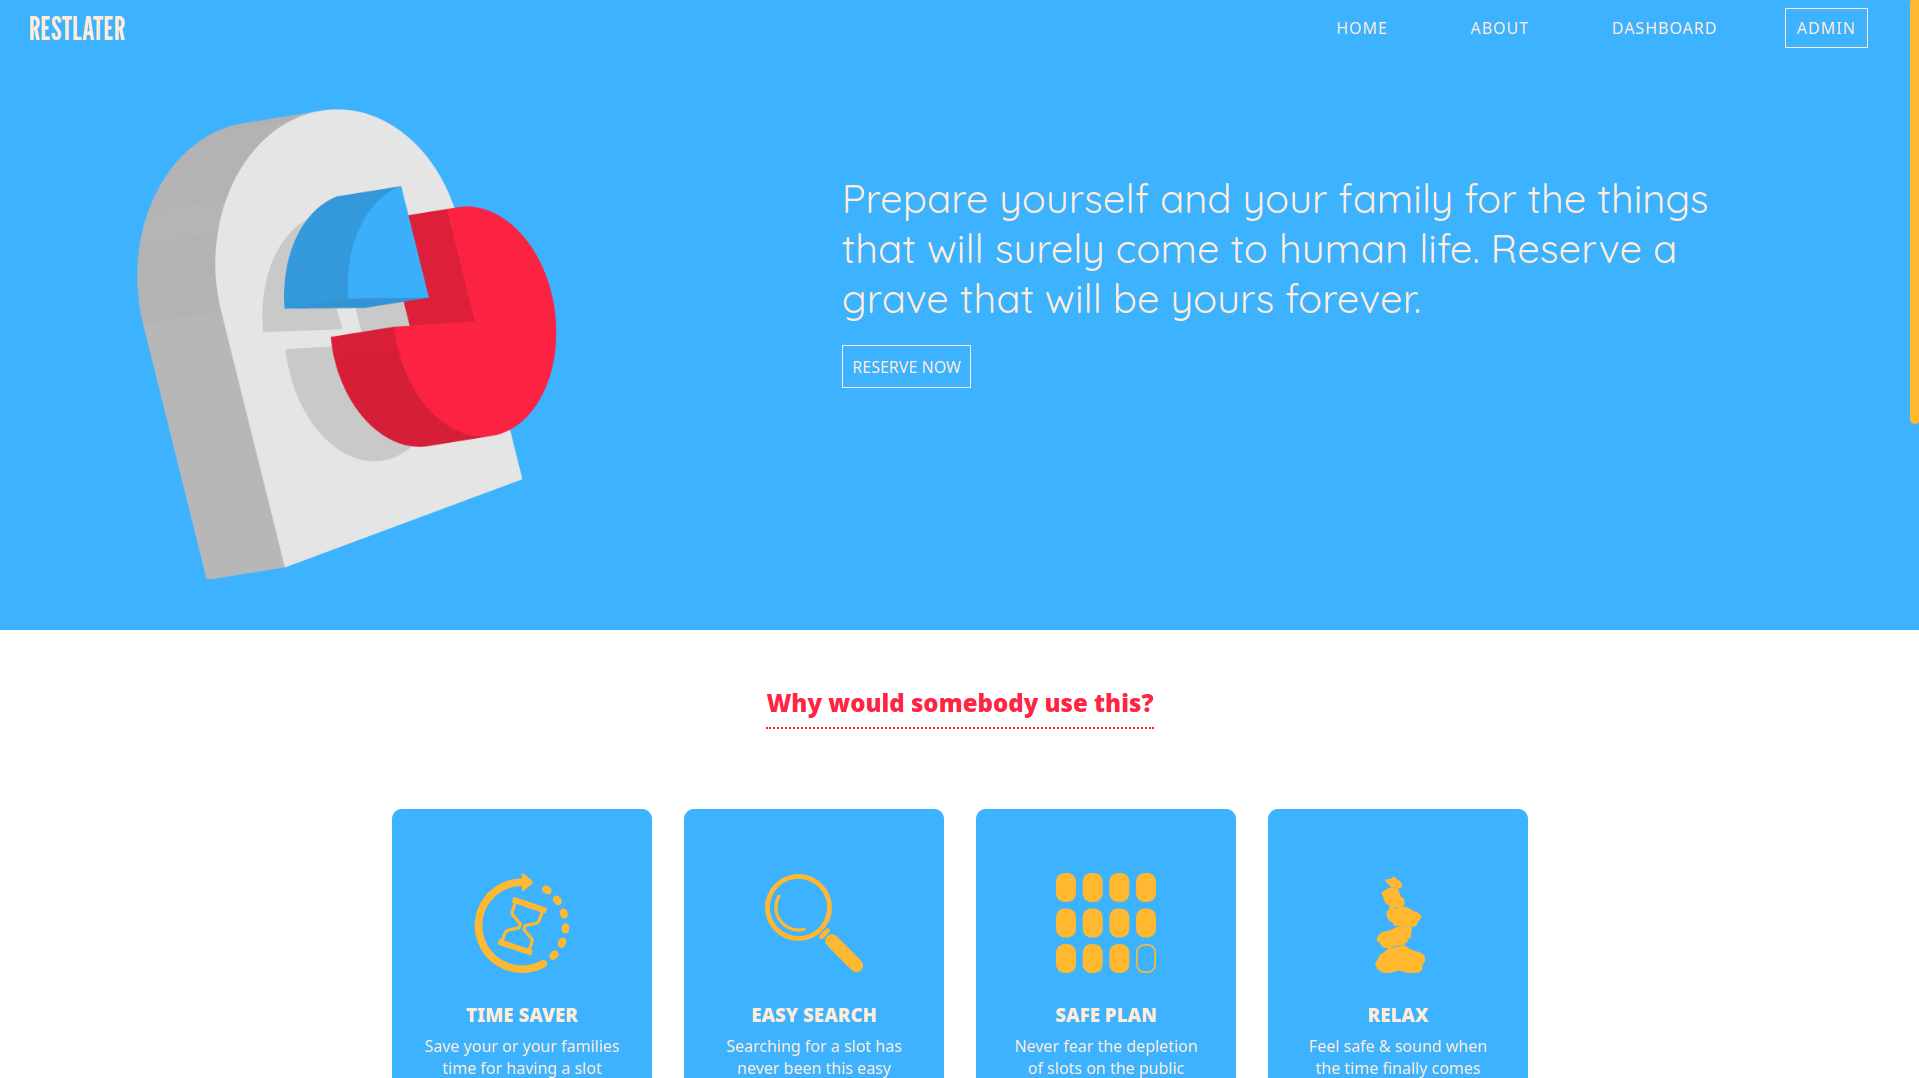 RESTLATER
HOME
ABOUT
DASHBOARD
ADMIN
Prepare yourself and your family for the things
that will surely come to human life. Reserve a
grave that will be yours forever.
RESERVE NOW
Why would somebody use this?
TIME SAVER
Save your or your families
time for having a slot
EASY SEARCH
Searching for a slot has
never been this easy
SAFE PLAN
Never fear the depletion
of slots on the public
RELAX
Feel safe & sound when
the time finally comes